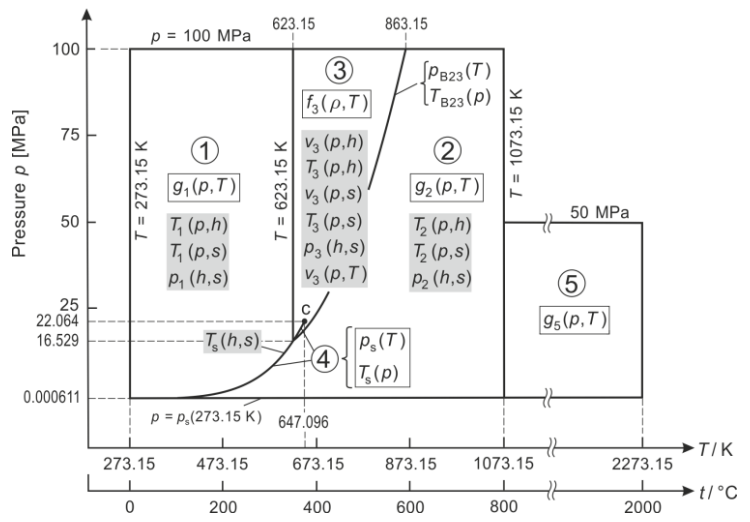 623.15 863.15
p = 100 MPa
100
75
50
25
22.064
16.529
0.000611
Pressure p [MPa]
T = 273.15 K
1
g1(p,T)
T1(p,h)
T1(p,s)
p1(h,s)
T = 623.15 K
3
f3(ρ,T)
v3(p,h)
T3(p,h)
v3(p,s)
T3(p,s)
p3(h,s)
v3(p,T)
pB23(T)
TB23(p)
2
g2(p,T)
T2(p,h)
T2(p,s)
p2(h,s)
T = 1073.15 K
50 MPa
5
g5(p,T)
c
Ts(h,s)
4
ps(T)
Ts(p)
p = ps(273.15 K)
647.096
T / K
273.15 473.15 673.15 873.15 1073.15 2273.15
t / °C
0 200 400 600 800 2000